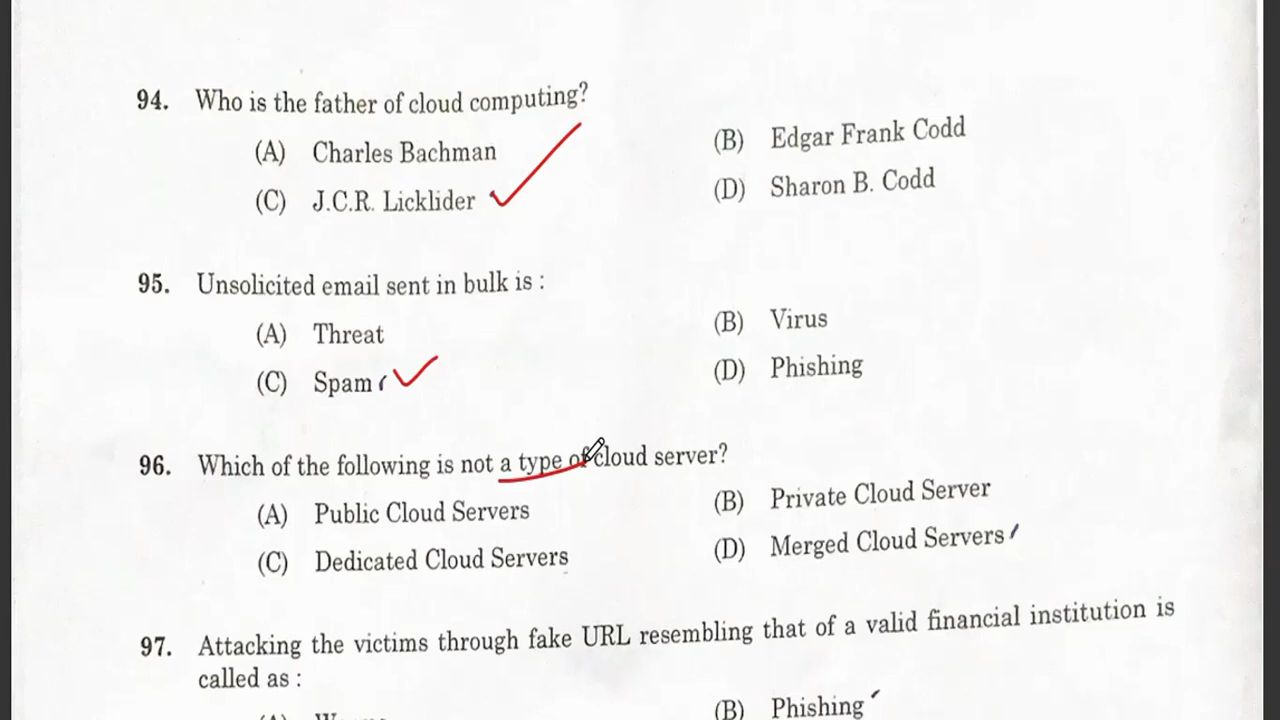 94. Who is the father of cloud computing?
(A) Charles Bachman (B) Edgar Frank Codd
(C) J.C.R. Licklider (D) Sharon B. Codd
95. Unsolicited email sent in bulk is :
(A) Threat (B) Virus
(C) Spam (D) Phishing
96. Which of the following is not a type of cloud server?
(A) Public Cloud Servers (B) Private Cloud Server
(C) Dedicated Cloud Servers (D) Merged Cloud Servers
97. Attacking the victims through fake URL resembling that of a valid financial institution is
called as :
(B) Phishing